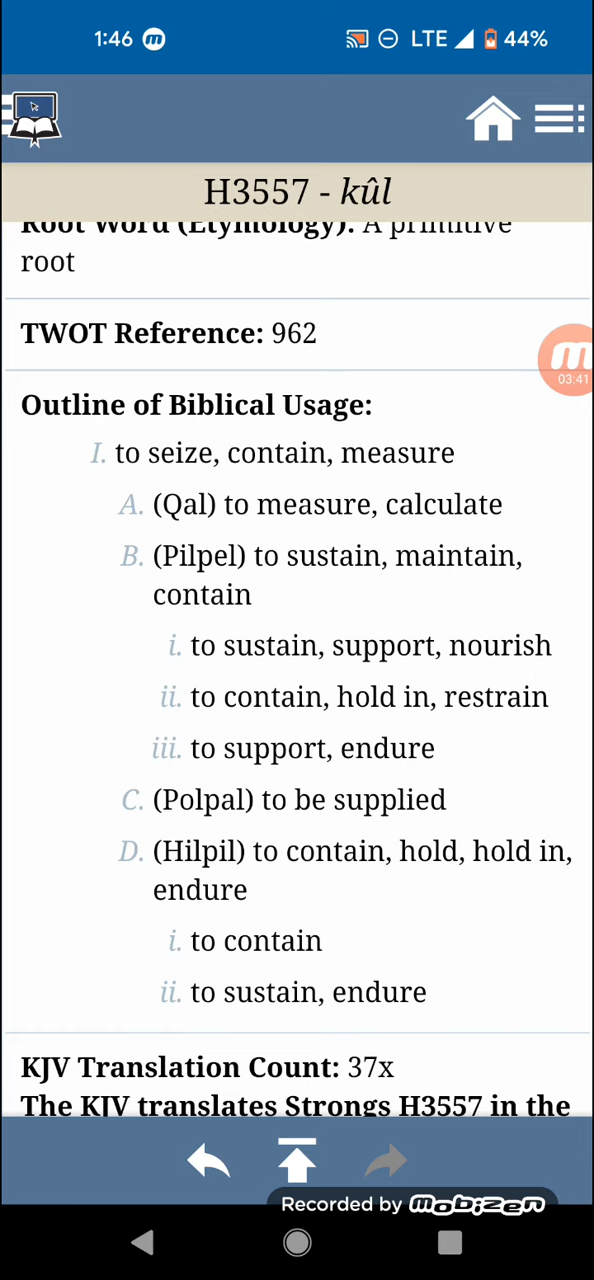 1:46 m LTE 44%
H3557 - kûl
Root Word (Etymology): A primitive
root
TWOT Reference: 962
m
03:41
Outline of Biblical Usage:
I. to seize, contain, measure
A. (Qal) to measure, calculate
B. (Pilpel) to sustain, maintain,
contain
i. to sustain, support, nourish
ii. to contain, hold in, restrain
iii. to support, endure
C. (Polpal) to be supplied
D. (Hilpil) to contain, hold, hold in,
endure
i. to contain
ii. to sustain, endure
KJV Translation Count: 37x
The KJV translates Strongs H3557 in the
Recorded by mobizen